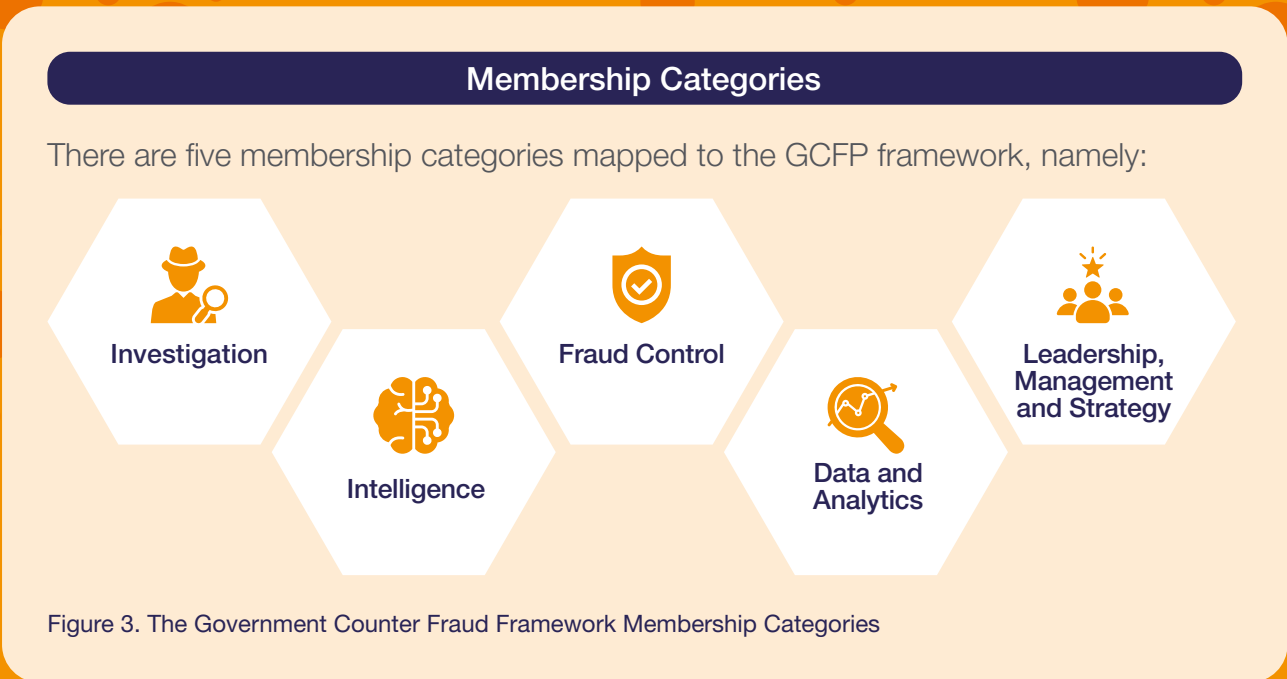 Membership Categories
There are five membership categories mapped to the GCFP framework, namely:
Investigation
Intelligence
Fraud Control
Data and
Analytics
Leadership,
Management
and Strategy
Figure 3. The Government Counter Fraud Framework Membership Categories